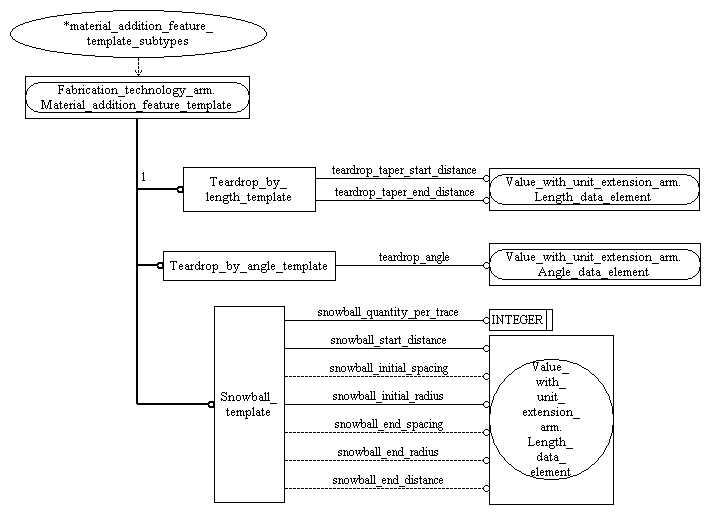 *material_addition_feature_
template_subtypes
Fabrication_technology_arm.
Material_addition_feature_template
1
Teardrop_by_
length_template
teardrop_taper_start_distance
teardrop_taper_end_distance
Value_with_unit_extension_arm.
Length_data_element
Teardrop_by_angle_template
teardrop_angle
Value_with_unit_extension_arm.
Angle_data_element
Snowball_
template
snowball_quantity_per_trace
snowball_start_distance
snowball_initial_spacing
snowball_initial_radius
snowball_end_spacing
snowball_end_radius
snowball_end_distance
INTEGER
Value_
with_
unit_
extension_
arm.
Length_
data_
element